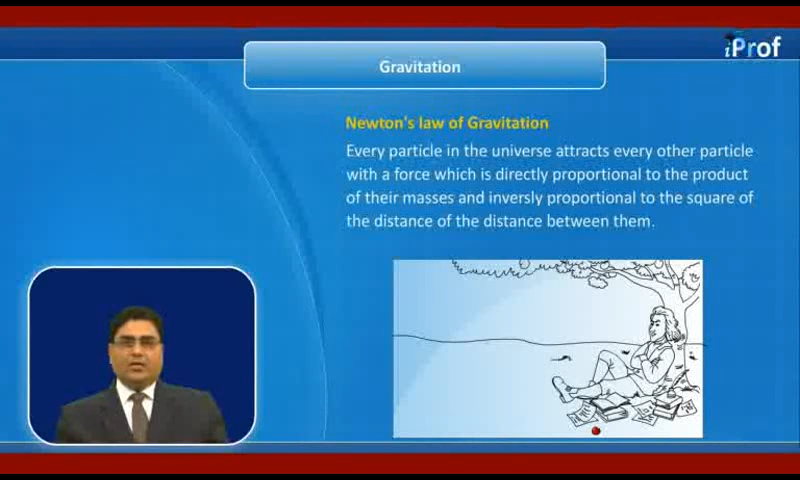 iProf
Gravitation
Newton's law of Gravitation
Every particle in the universe attracts every other particle
with a force which is directly proportional to the product
of their masses and inversly proportional to the square of
the distance of the distance between them.